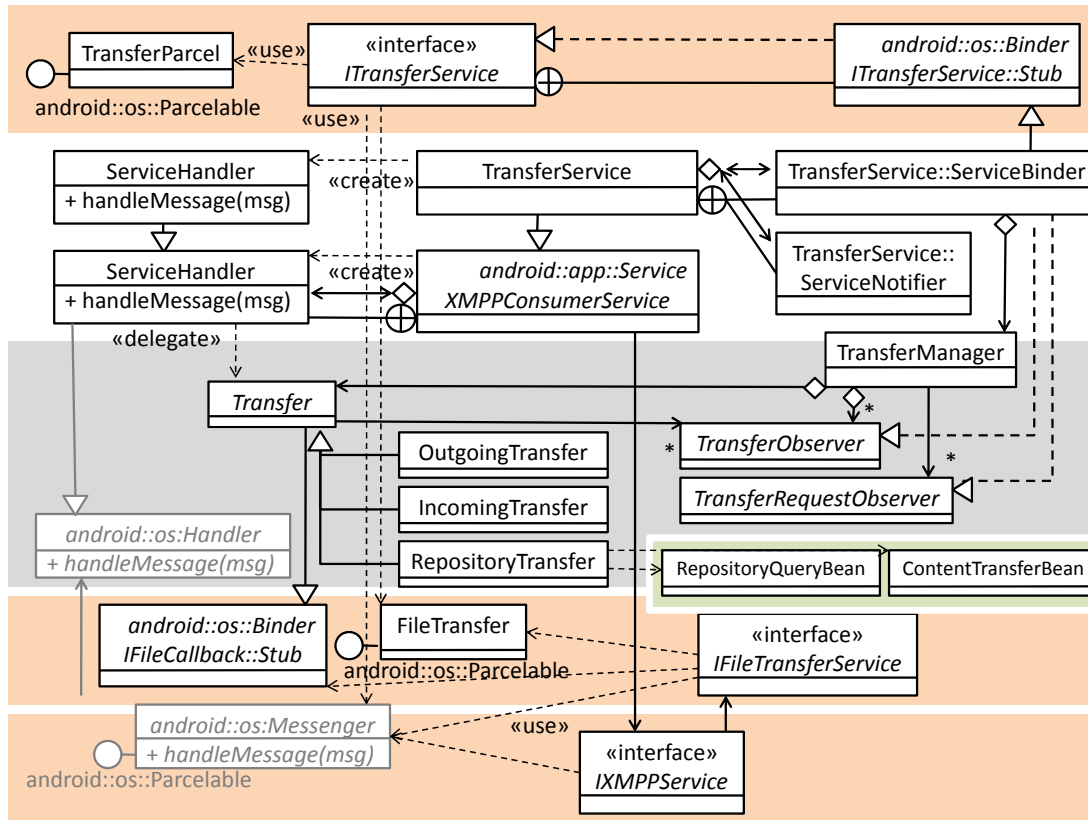 TransferParcel
android::os::Parcelable
«use»
«interface»
ITransferService
«use»
android::os::Binder
ITransferService::Stub
ServiceHandler
+ handleMessage(msg)
«create»
TransferService
TransferService::ServiceBinder
ServiceHandler
+ handleMessage(msg)
«create»
android::app::Service
XMPPConsumerService
TransferService::
ServiceNotifier
«delegate»
TransferManager
Transfer
*
*
TransferObserver
OutgoingTransfer
*
TransferRequestObserver
IncomingTransfer
android::os:Handler
+ handleMessage(msg)
RepositoryTransfer
RepositoryQueryBean
ContentTransferBean
android::os::Binder
IFileCallback::Stub
FileTransfer
android::os::Parcelable
«interface»
IFileTransferService
android::os:Messenger
+ handleMessage(msg)
android::os::Parcelable
«use»
«interface»
IXMPPService